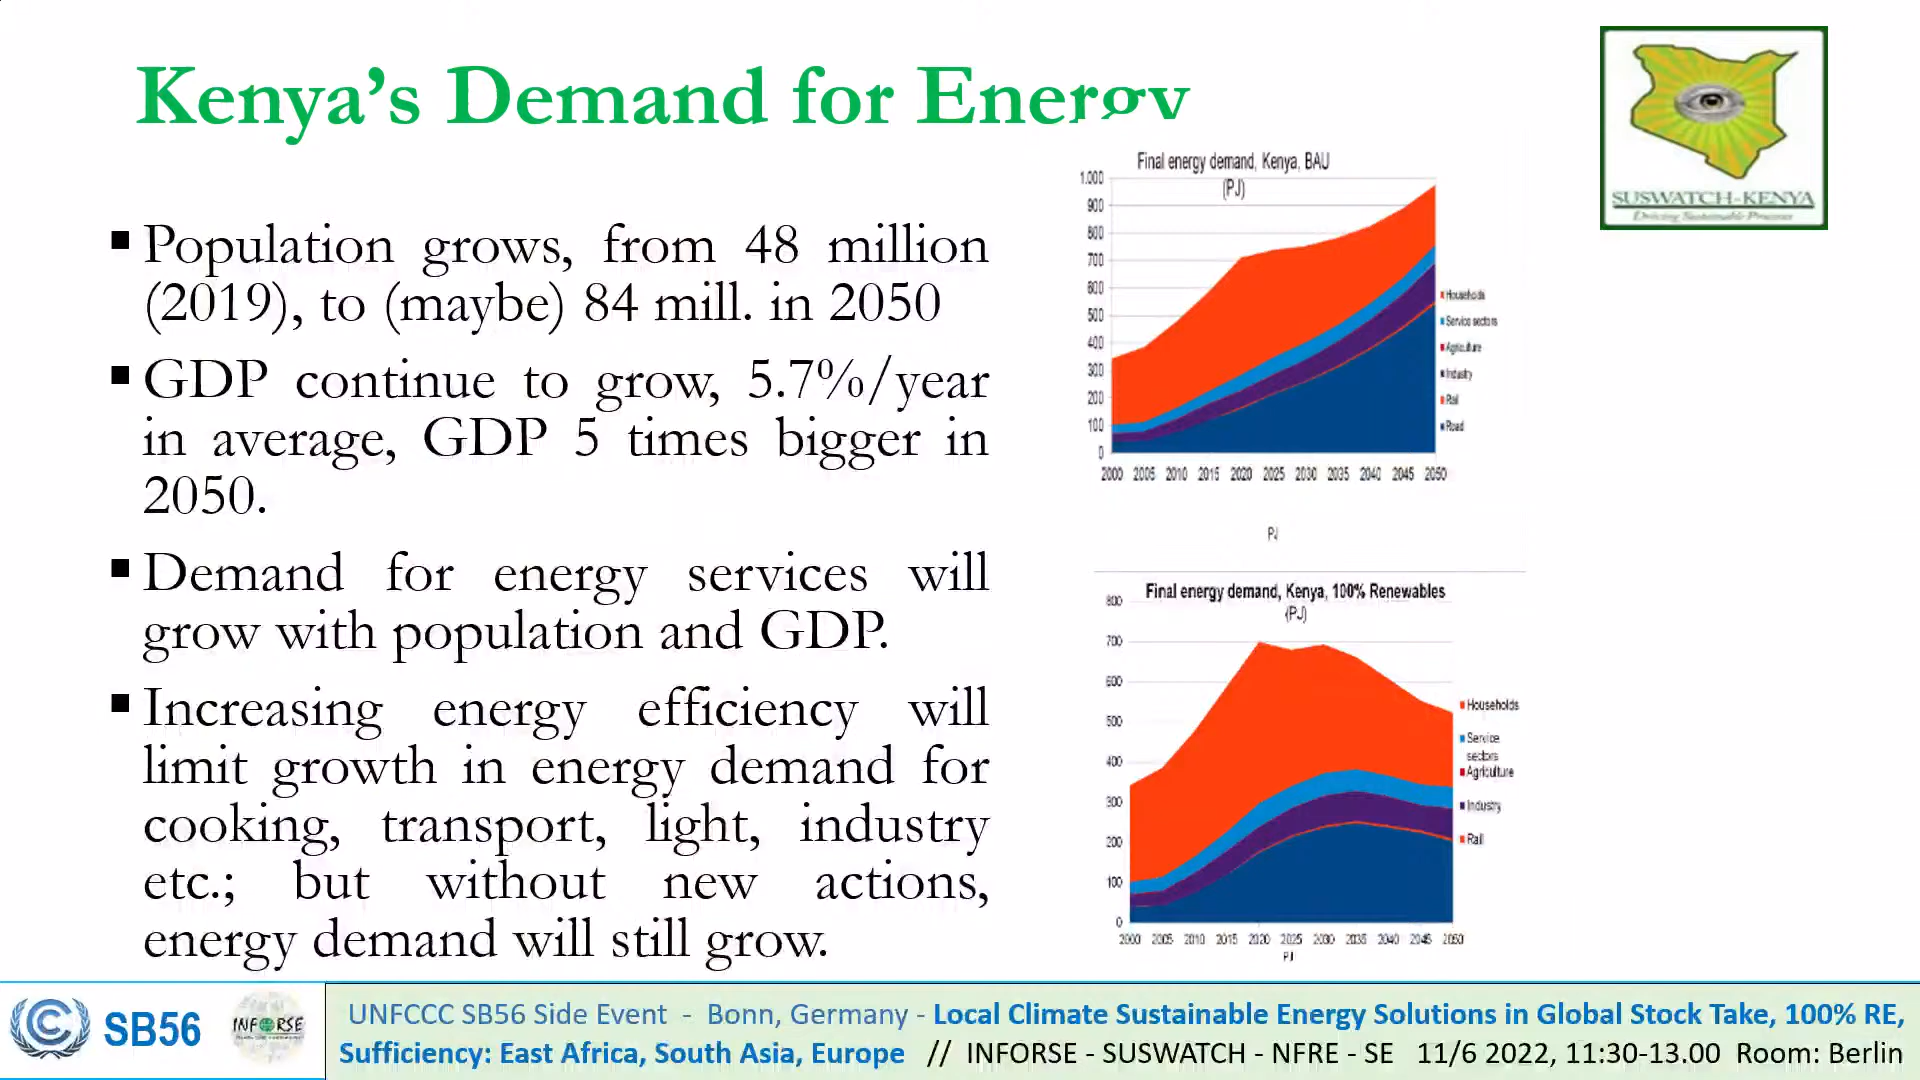 Kenya’s Demand for Energy
SUSWATCH-KENYA
Driving Sustainable Processes
▪Population grows, from 48 million
(2019), to (maybe) 84 mill. in 2050
▪GDP continue to grow, 5.7%/year
in average, GDP 5 times bigger in
2050.
▪Demand for energy services will
grow with population and GDP.
▪Increasing energy efficiency will
limit growth in energy demand for
cooking, transport, light, industry
etc.; but without new actions,
energy demand will still grow.
Final energy demand, Kenya, BAU
(PJ)
1.000
900
800
700
600
500
400
300
200
100
0
2000 2005 2010 2015 2020 2025 2030 2035 2040 2045 2050
Households
Service sectors
Agriculture
Industry
Rail
Road
PJ
Final energy demand, Kenya, 100% Renewables
(PJ)
800
700
600
500
400
300
200
100
0
2000 2005 2010 2015 2020 2025 2030 2035 2040 2045 2050
PJ
Households
Service
sectors
Agriculture
Industry
Rail
SB56
INFORSE
UNFCCC SB56 Side Event - Bonn, Germany - Local Climate Sustainable Energy Solutions in Global Stock Take, 100% RE,
Sufficiency: East Africa, South Asia, Europe // INFORSE - SUSWATCH - NFRE - SE 11/6 2022, 11:30-13.00 Room: Berlin